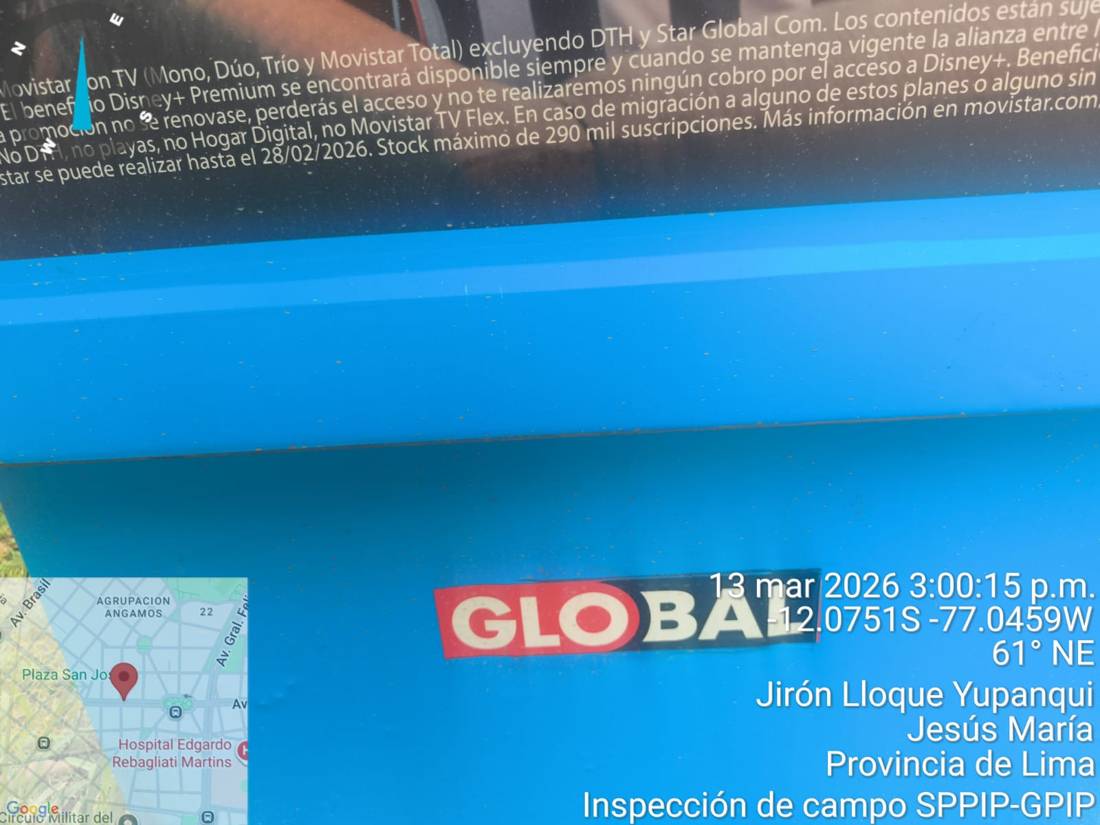 N
E
S
W
Movistar con TV (Mono, Dúo, Trío y Movistar Total) excluyendo DTH y Star Global Com. Los contenidos están
El beneficio Disney+ Premium se encontrará disponible siempre y cuando se mantenga vigente la alianza entre
a promoción no se renovase, perderás el acceso y no te realizaremos ningún cobro por el acceso a Disney+.
No DTH, no playas, no Hogar Digital, no Movistar TV Flex. En caso de migración a alguno de estos planes o alguno sin
star se puede realizar hasta el 28/02/2026. Stock máximo de 290 mil suscripciones. Más información en movistar.com.
GLOBAL
13 mar 2026 3:00:15 p.m.
-12.0751S -77.0459W
61° NE
Jirón Lloque Yupanqui
Jesús María
Provincia de Lima
Inspección de campo SPPIP-GPIP
Av. Brasil
AGRUPACION
ANGAMOS
22
Av. Gral.
Plaza San
Av
Hospital Edgardo
Rebagliati Martins
H
Google
Círculo Militar del